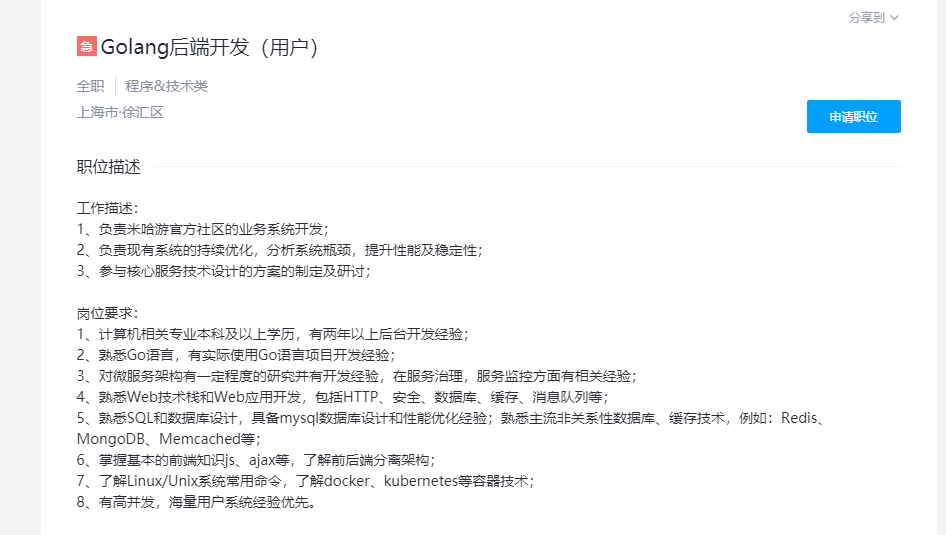 分享到
急 Golang后端开发（用户）
全职 程序&技术类
上海市·徐汇区
申请职位
职位描述
工作描述：
1、负责米哈游官方社区的业务系统开发；
2、负责现有系统的持续优化，分析系统瓶颈，提升性能及稳定性；
3、参与核心服务技术设计的方案的制定及研讨；
岗位要求：
1、计算机相关专业本科及以上学历，有两年以上后台开发经验；
2、熟悉Go语言，有实际使用Go语言项目开发经验；
3、对微服务架构有一定程度的研究并有开发经验，在服务治理，服务监控方面有相关经验；
4、熟悉Web技术栈和Web应用开发，包括HTTP、安全、数据库、缓存、消息队列等；
5、熟悉SQL和数据库设计，具备mysql数据库设计和性能优化经验；熟悉主流非关系性数据库、缓存技术，例如：Redis、
MongoDB、Memcached等；
6、掌握基本的前端知识js、ajax等，了解前后端分离架构；
7、了解Linux/Unix系统常用命令，了解docker、kubernetes等容器技术；
8、有高并发，海量用户系统经验优先。